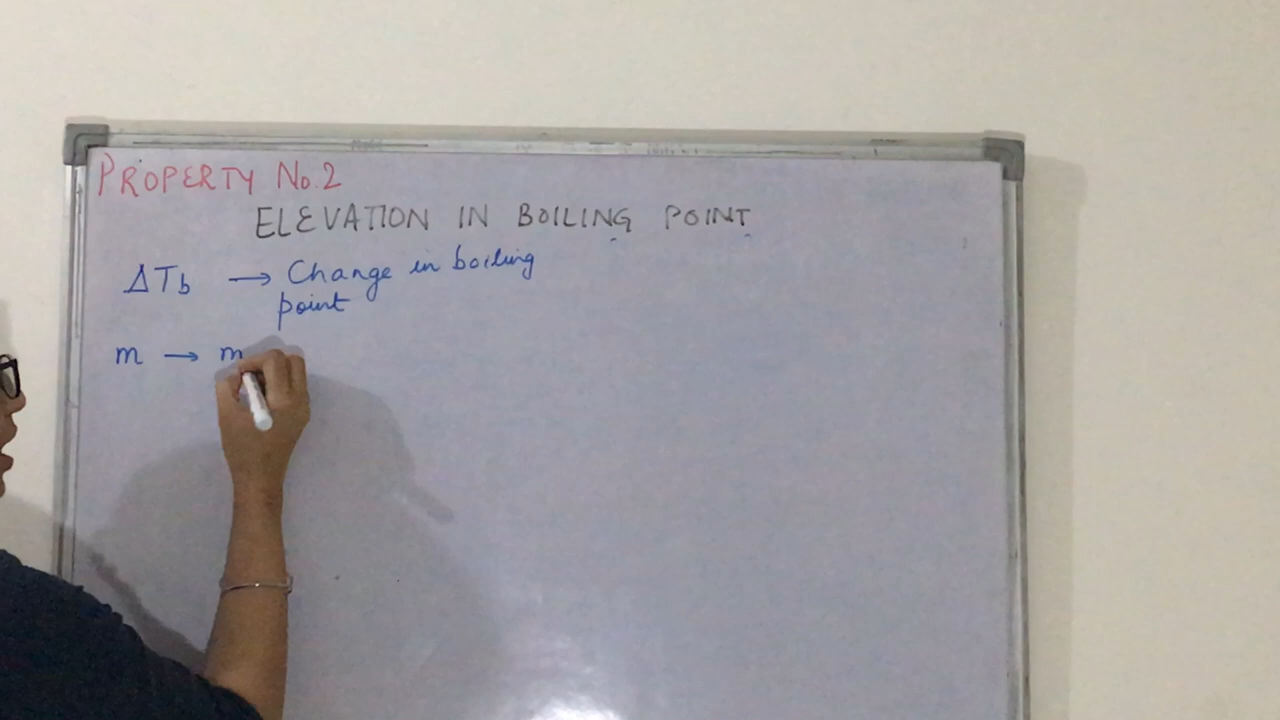 PROPERTY No.2
ELEVATION IN BOILING POINT
ΔTb → Change in boiling
point
m → m